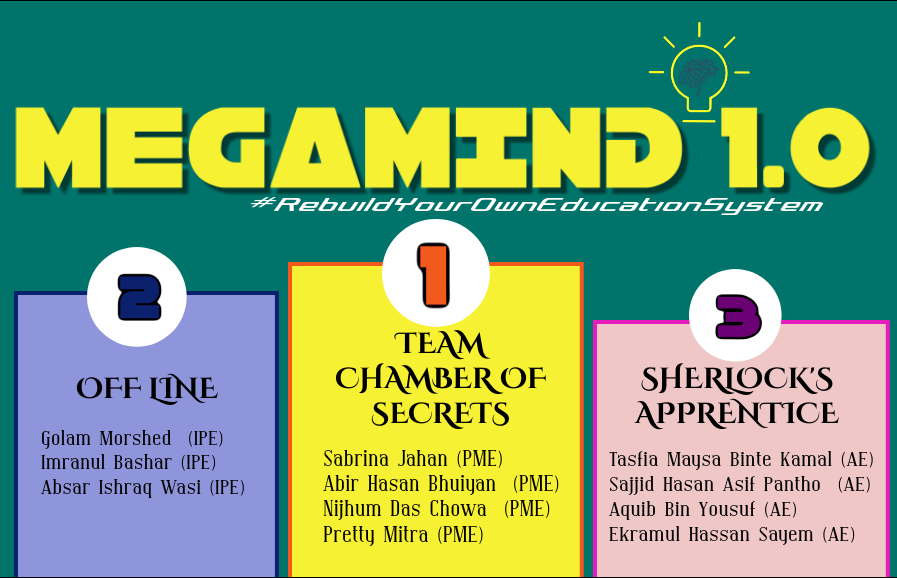 MEGAMIND 1.0
#RebuildYourOwnEducationSystem
2
OFF LINE
Golam Morshed (IPE)
Imranul Bashar (IPE)
Absar Ishraq Wasi (IPE)
1
TEAM
CHAMBER OF
SECRETS
Sabrina Jahan (PME)
Abir Hasan Bhuiyan (PME)
Nijhum Das Chowa (PME)
Pretty Mitra (PME)
3
SHERLOCK'S
APPRENTICE
Tasfia Maysa Binte Kamal (AE)
Sajjid Hasan Asif Pantho (AE)
Aquib Bin Yousuf (AE)
Ekramul Hassan Sayem (AE)